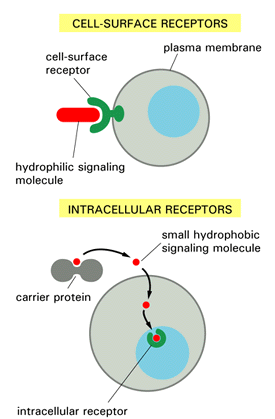 CELL-SURFACE RECEPTORS
plasma membrane
cell-surface
receptor
hydrophilic signaling
molecule
INTRACELLULAR RECEPTORS
small hydrophobic
signaling molecule
carrier protein
intracellular receptor